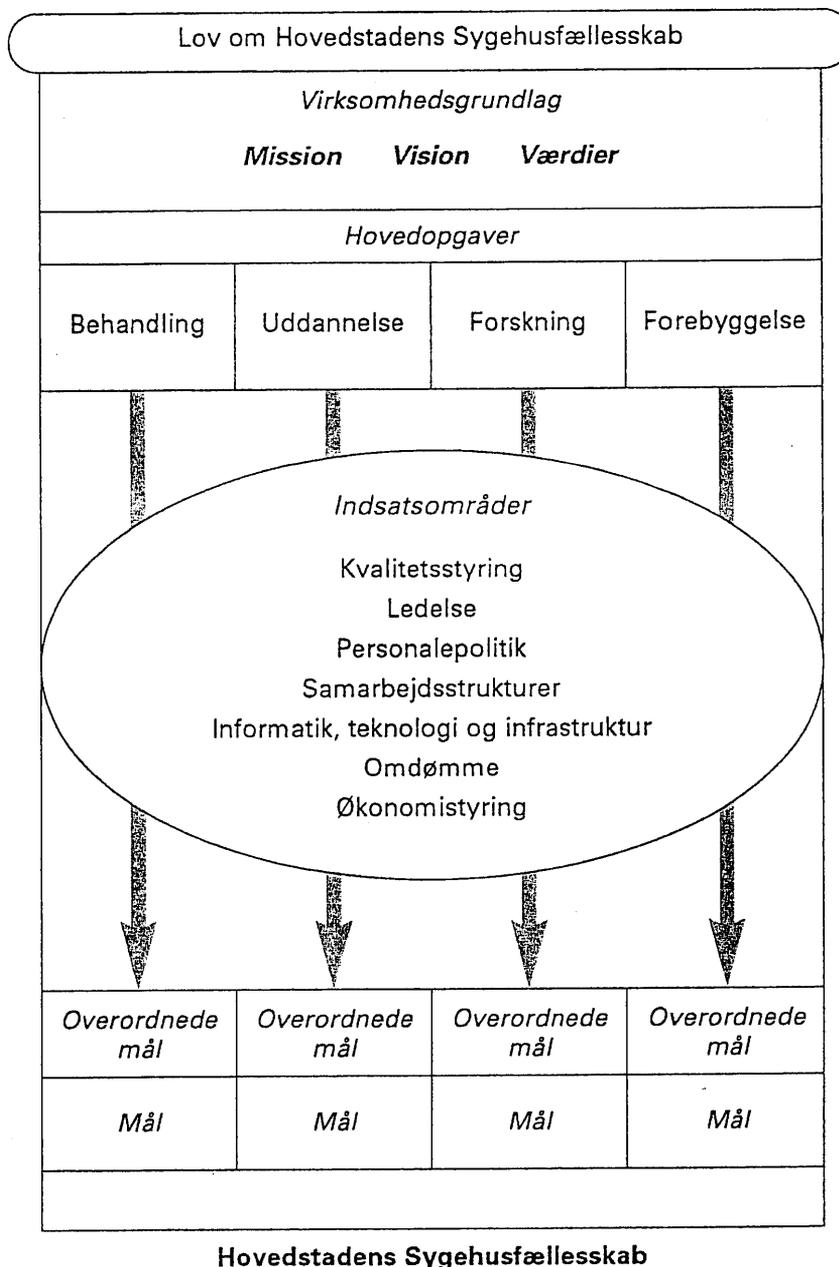 Lov om Hovedstadens Sygehusfællesskab
Virksomhedsgrundlag
Mission Vision Værdier
Hovedopgaver
Behandling Uddannelse Forskning Forebyggelse
Indsatsområder
Kvalitetsstyring
Ledelse
Personalepolitik
Samarbejdsstrukturer
Informatik, teknologi og infrastruktur
Omdømme
Økonomistyring
Overordnede Overordnede Overordnede Overordnede
mål mål mål mål
Mål Mål Mål Mål
Hovedstadens Sygehusfællesskab